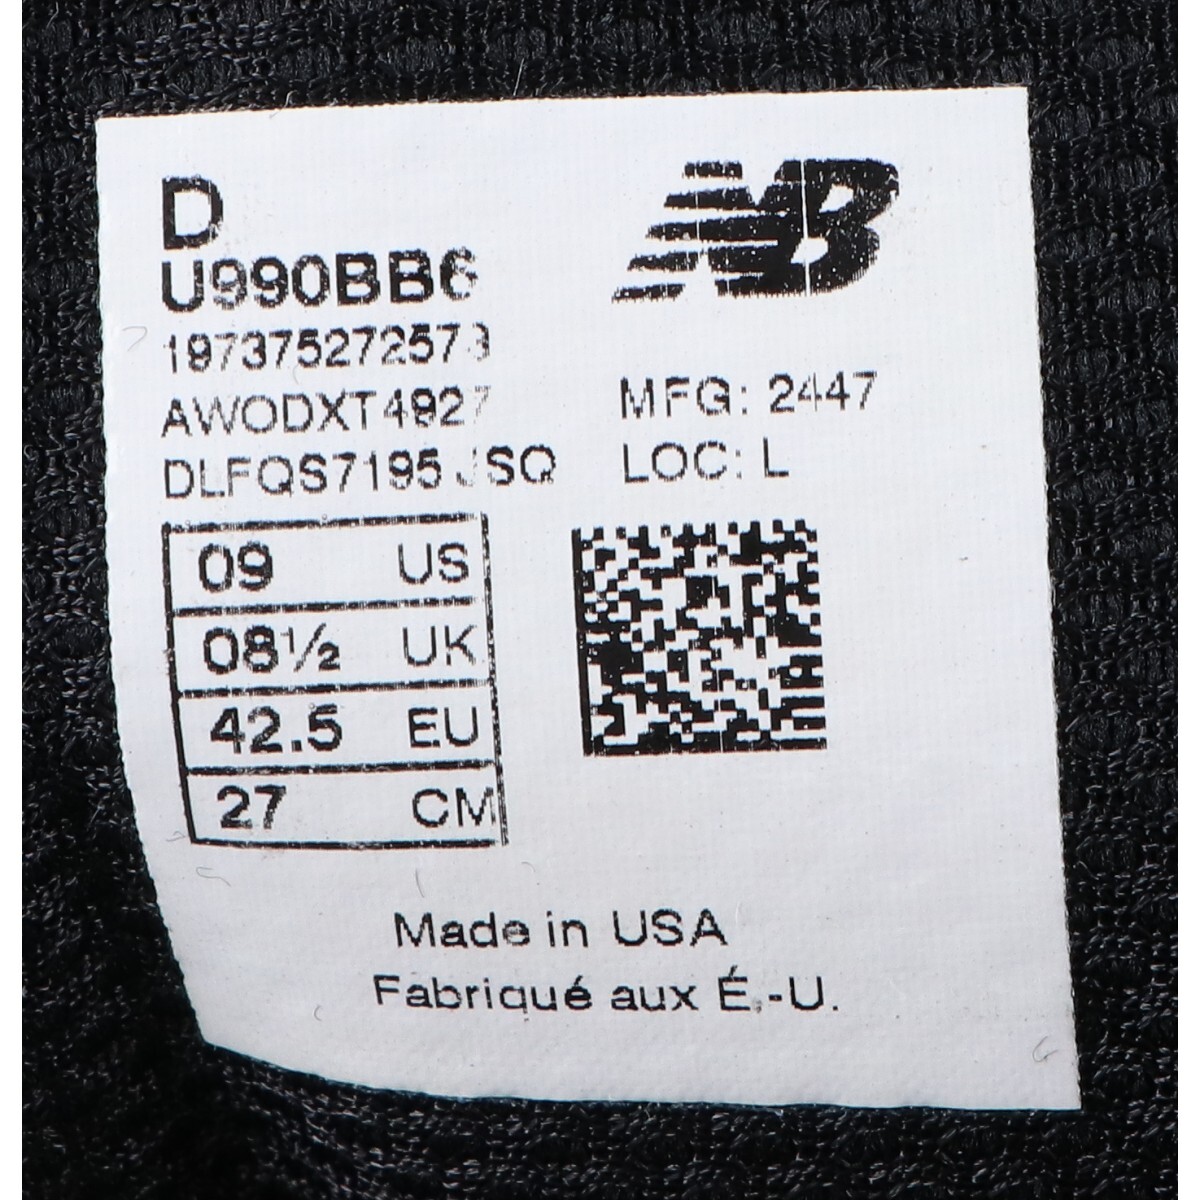 D
U990BB6
NB
AWODXT4927
MFG: 2447
DLFQS7195 JSQ
LOC: L
09 US
08½ UK
42.5 EU
27 CM
Made in USA
Fabriqué aux É.-U.